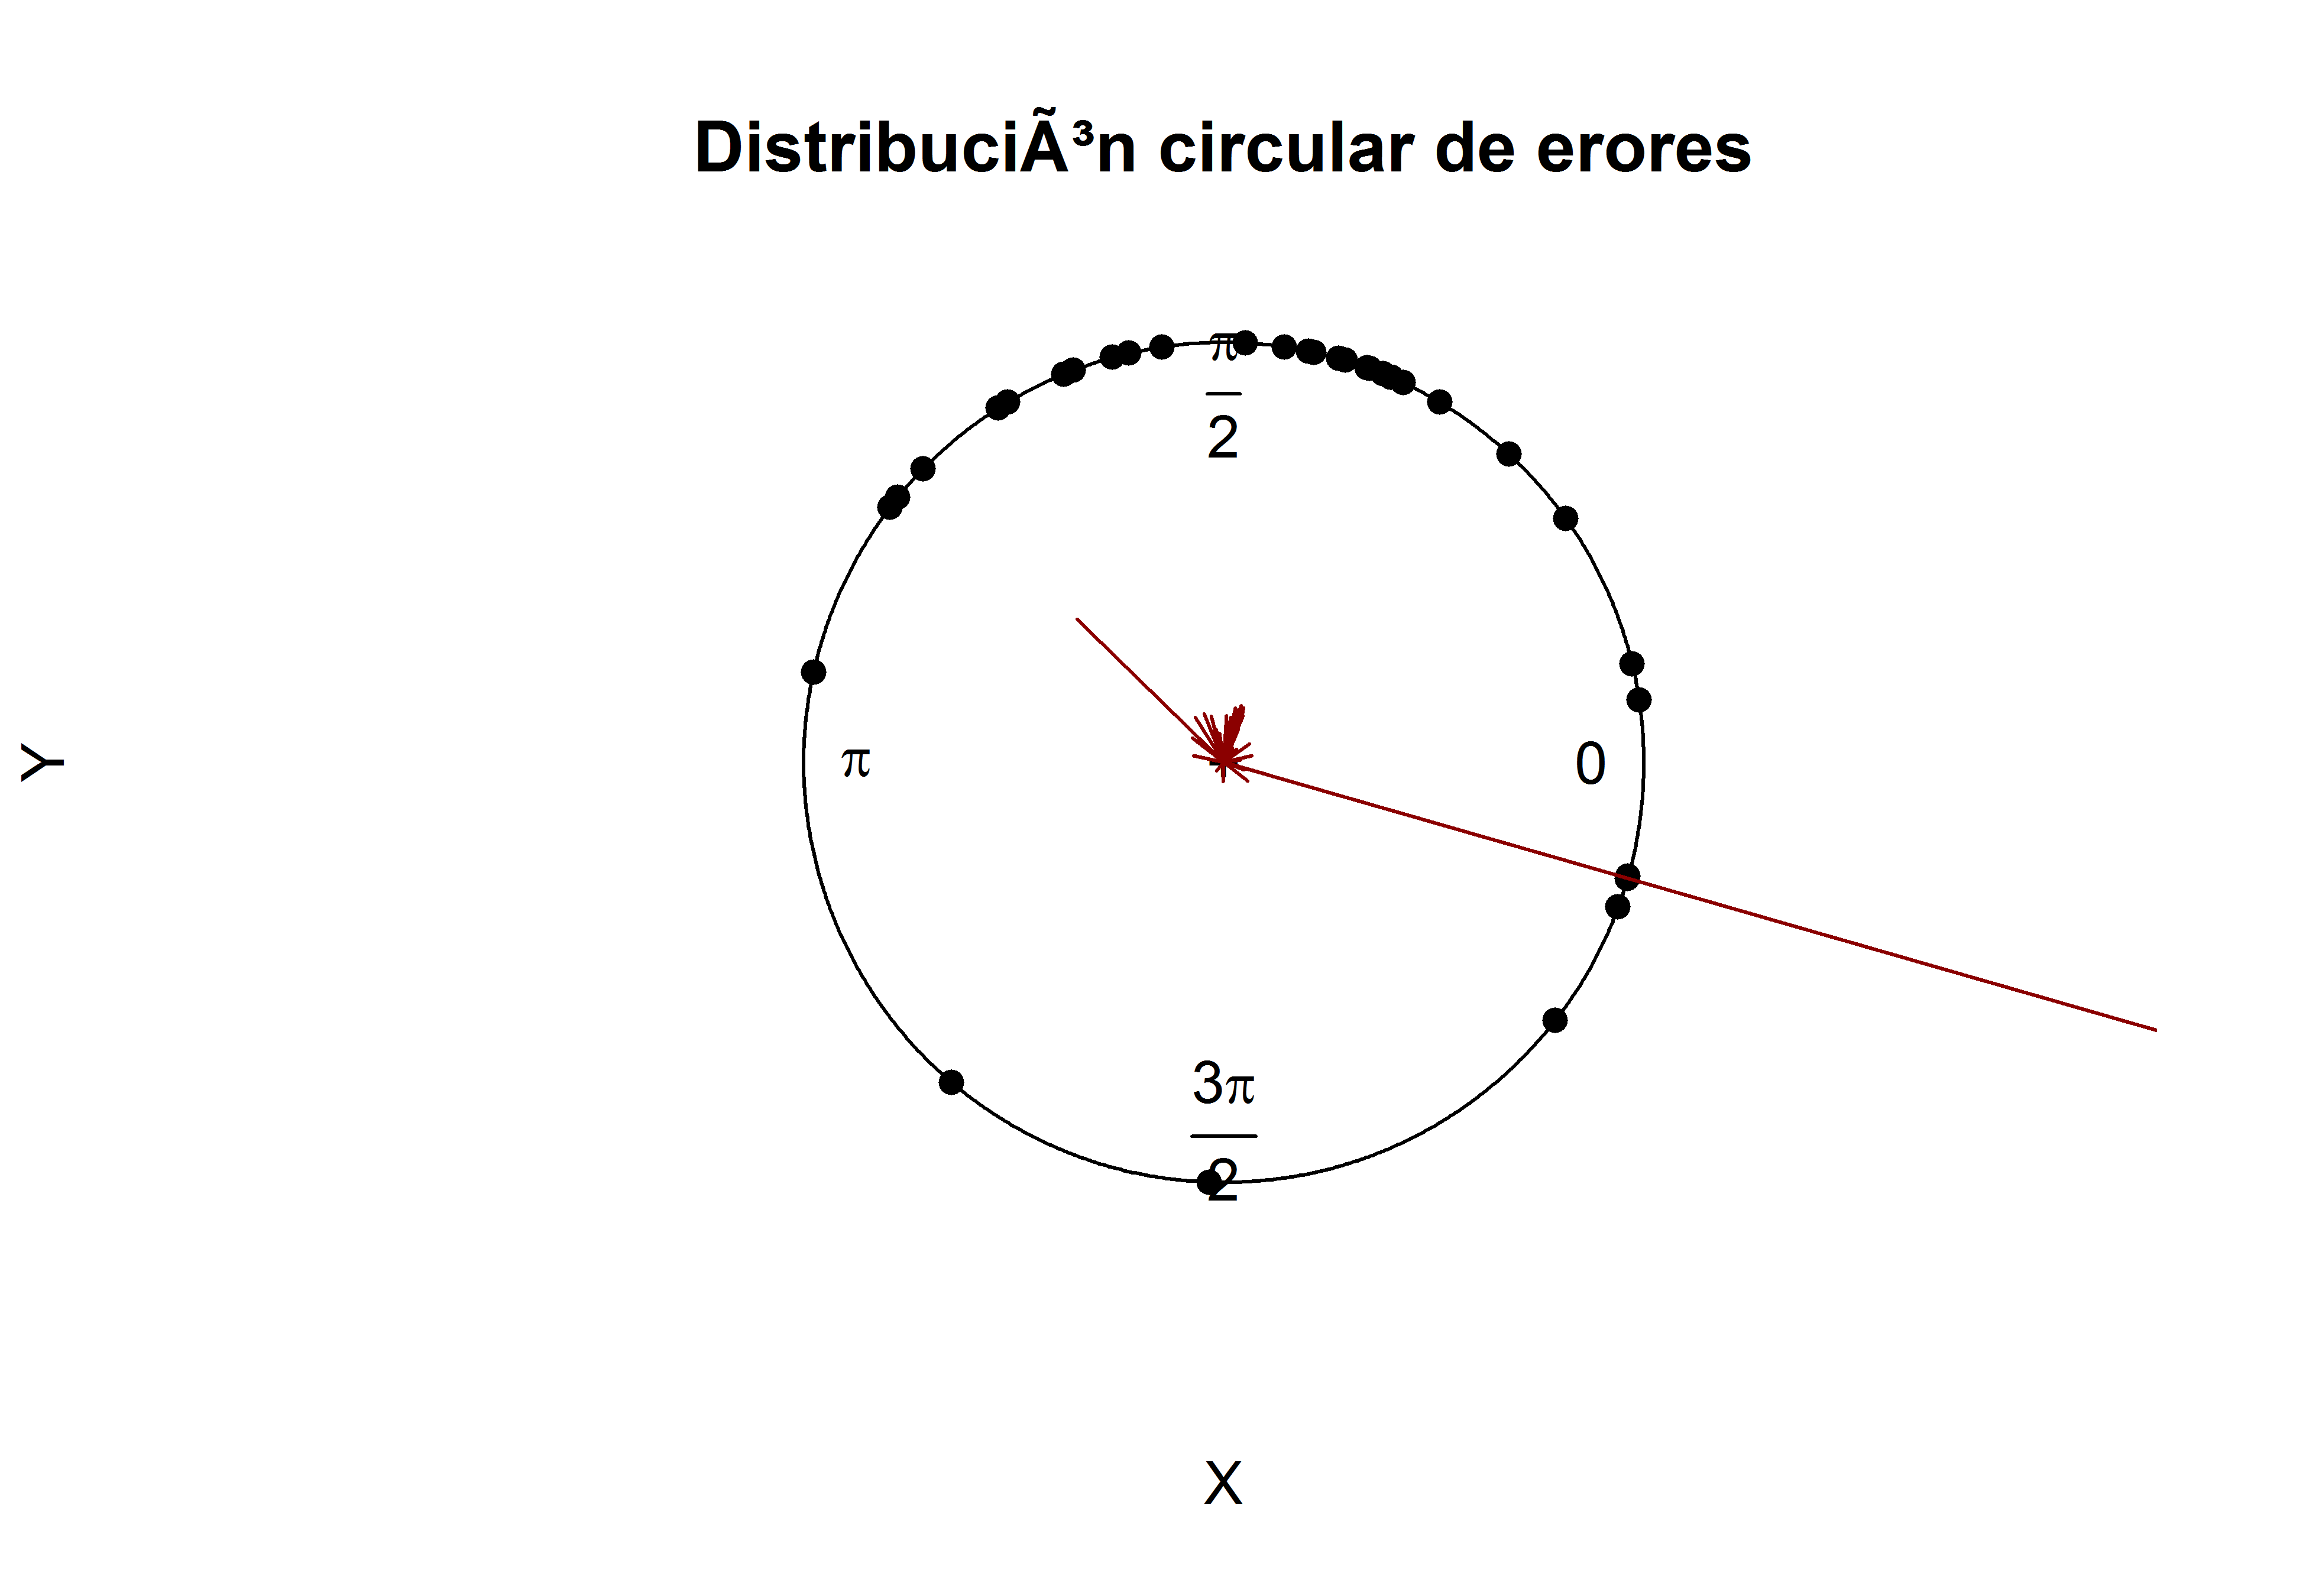 DistribuciÃ³n circular de erores
π
2
Y
π
0
3π
2
X